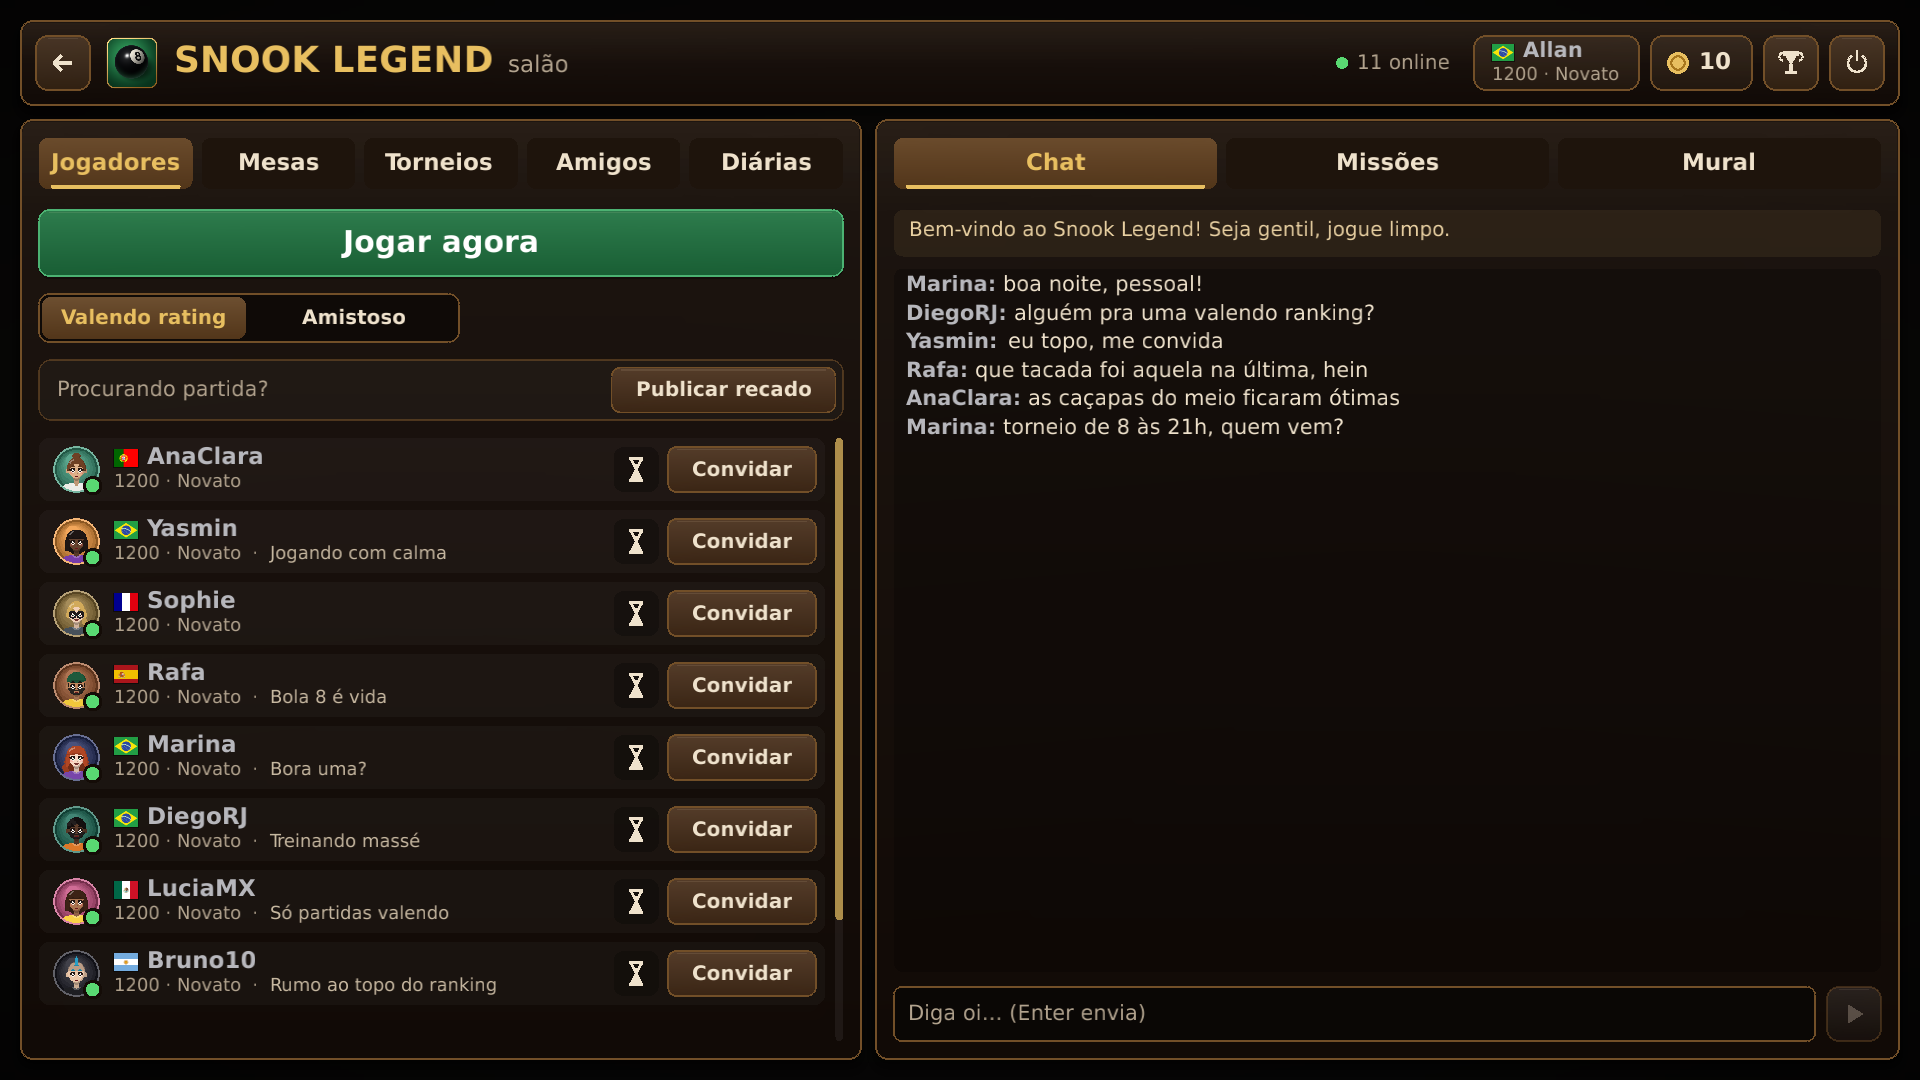 SNOOK LEGEND salão
11 online
Allan
1200 · Novato
10
Jogadores
Mesas
Torneios
Amigos
Diárias
Jogar agora
Valendo rating
Amistoso
Procurando partida?
Publicar recado
AnaClara
1200 · Novato
Convidar
Yasmin
1200 · Novato · Jogando com calma
Convidar
Sophie
1200 · Novato
Convidar
Rafa
1200 · Novato · Bola 8 é vida
Convidar
Marina
1200 · Novato · Bora uma?
Convidar
DiegoRJ
1200 · Novato · Treinando massé
Convidar
LuciaMX
1200 · Novato · Só partidas valendo
Convidar
Bruno10
1200 · Novato · Rumo ao topo do ranking
Convidar
Chat
Missões
Mural
Bem-vindo ao Snook Legend! Seja gentil, jogue limpo.
Marina: boa noite, pessoal!
DiegoRJ: alguém pra uma valendo ranking?
Yasmin: eu topo, me convida
Rafa: que tacada foi aquela na última, hein
AnaClara: as caçapas do meio ficaram ótimas
Marina: torneio de 8 às 21h, quem vem?
Diga oi... (Enter envia)